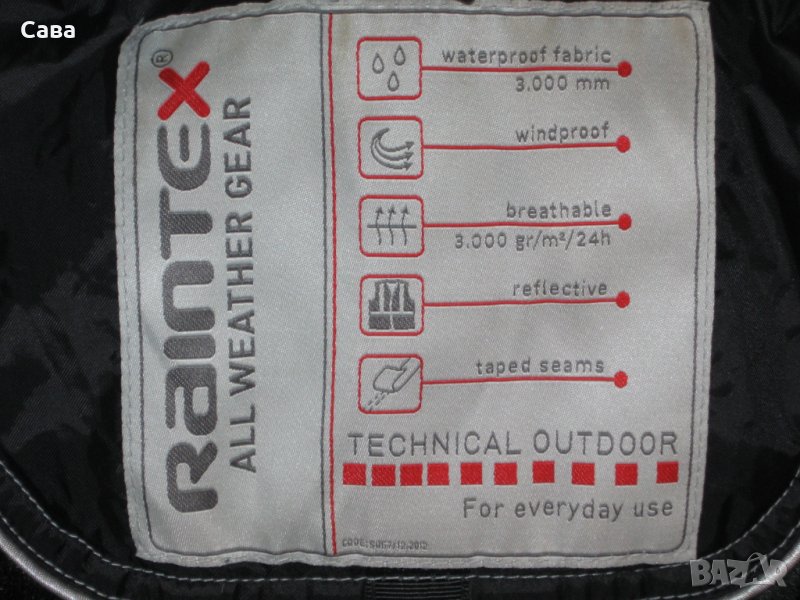 Сава
RaINTEX®
ALL WEATHER GEAR
waterproof fabric
3.000 mm
windproof
breathable
3.000 gr/m²/24h
reflective
taped seams
TECHNICAL OUTDOOR
For everyday use
BAZAR